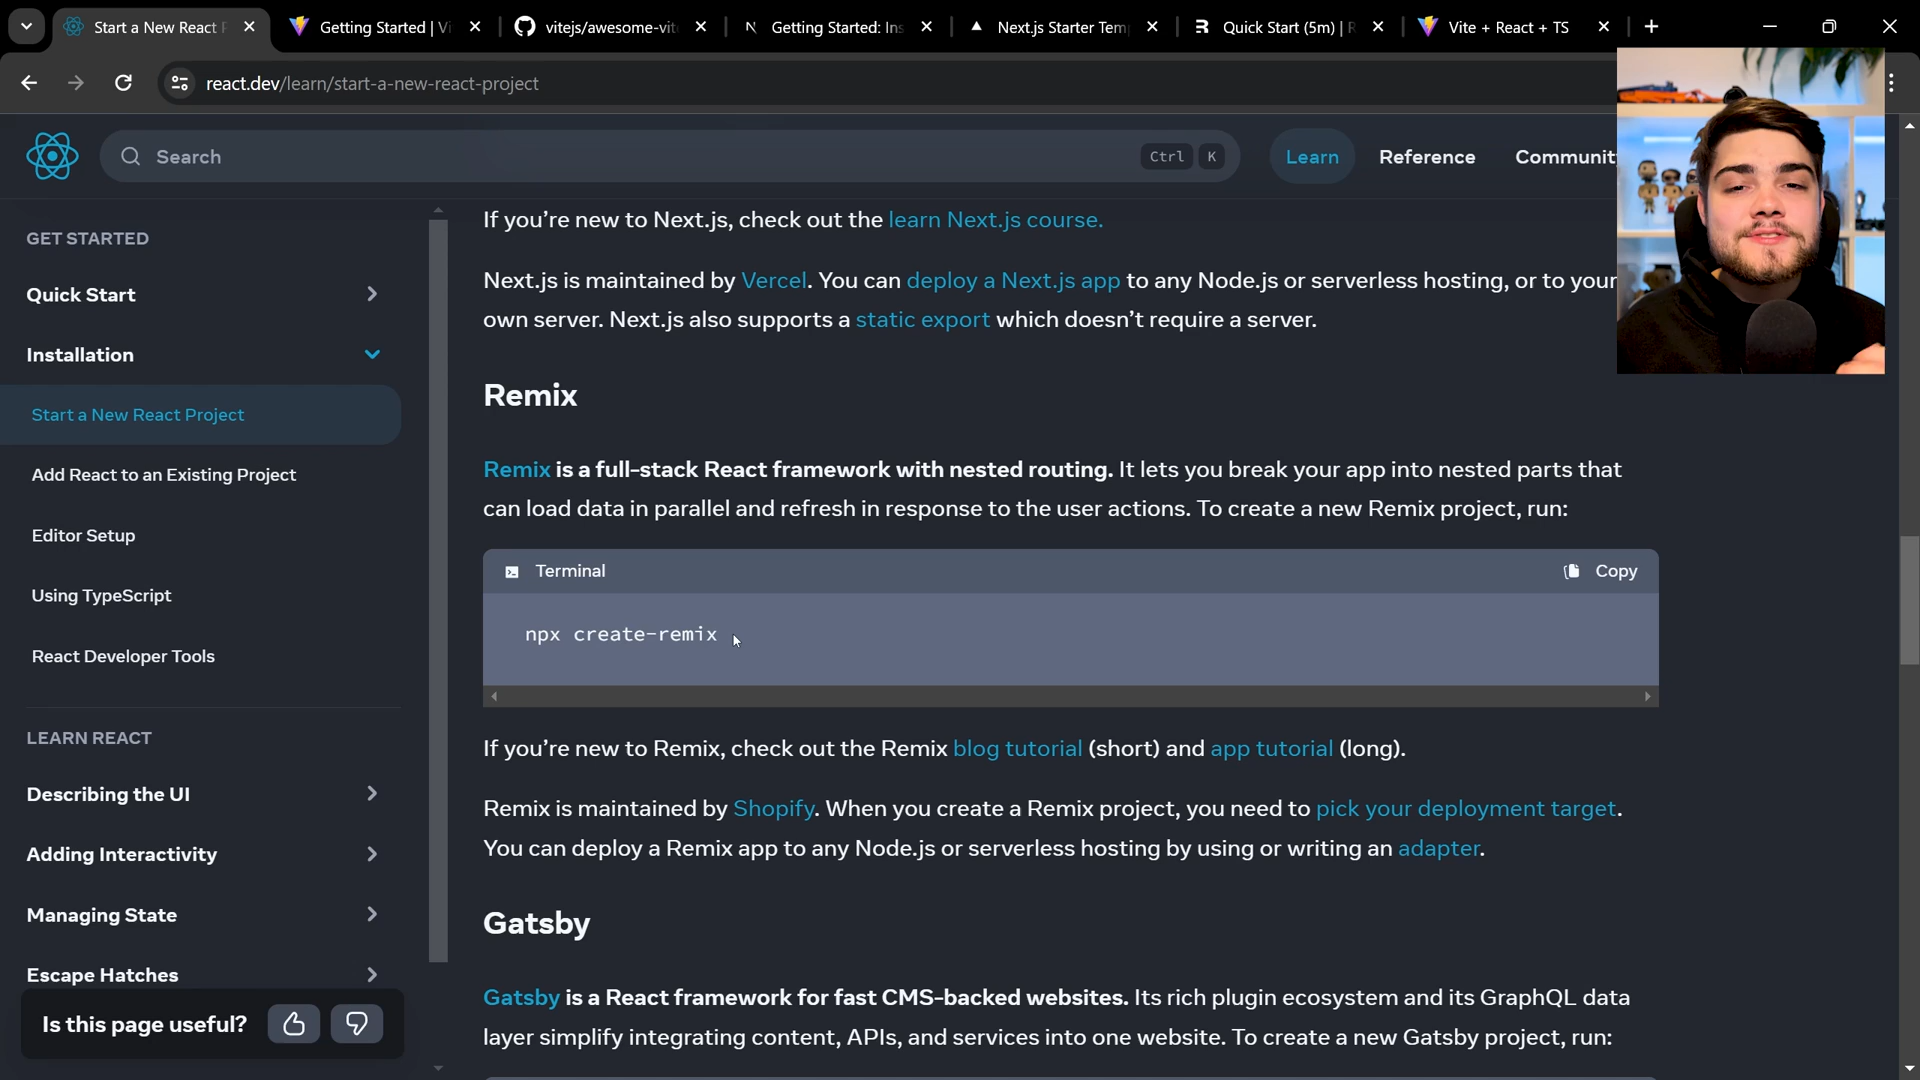 Start a New React
Getting Started | Vi
vitejs/awesome-vit
Getting Started: Ins
Next.js Starter Tem
Quick Start (5m) | R
Vite + React + TS
react.dev/learn/start-a-new-react-project
Search
Ctrl K
Learn
Reference
Community
GET STARTED
Quick Start
Installation
Start a New React Project
Add React to an Existing Project
Editor Setup
Using TypeScript
React Developer Tools
LEARN REACT
Describing the UI
Adding Interactivity
Managing State
Escape Hatches
Is this page useful?
If you’re new to Next.js, check out the learn Next.js course.
Next.js is maintained by Vercel. You can deploy a Next.js app to any Node.js or serverless hosting, or to your
own server. Next.js also supports a static export which doesn’t require a server.
Remix
Remix is a full-stack React framework with nested routing. It lets you break your app into nested parts that
can load data in parallel and refresh in response to the user actions. To create a new Remix project, run:
Terminal
Copy
npx create-remix
If you’re new to Remix, check out the Remix blog tutorial (short) and app tutorial (long).
Remix is maintained by Shopify. When you create a Remix project, you need to pick your deployment target.
You can deploy a Remix app to any Node.js or serverless hosting by using or writing an adapter.
Gatsby
Gatsby is a React framework for fast CMS-backed websites. Its rich plugin ecosystem and its GraphQL data
layer simplify integrating content, APIs, and services into one website. To create a new Gatsby project, run: